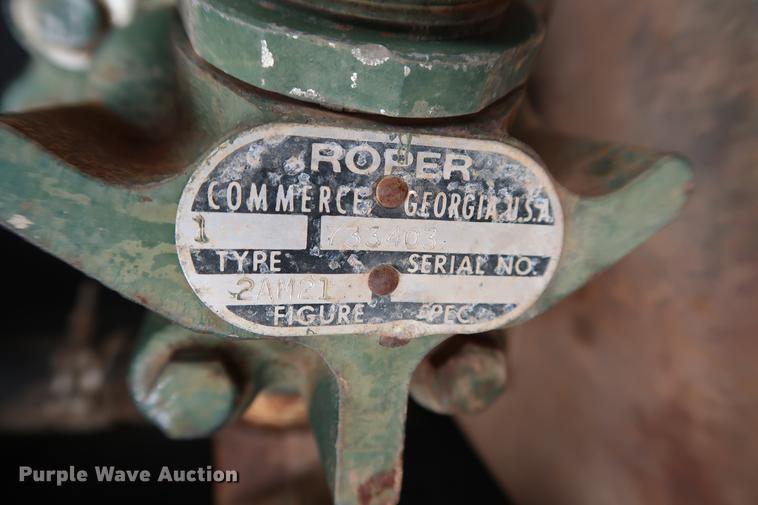 ROPER
COMMERCE, GEORGIA, U.S.A.
1 Y33403
TYPE SERIAL NO.
2AM21
FIGURE SPEC.
Purple Wave Auction